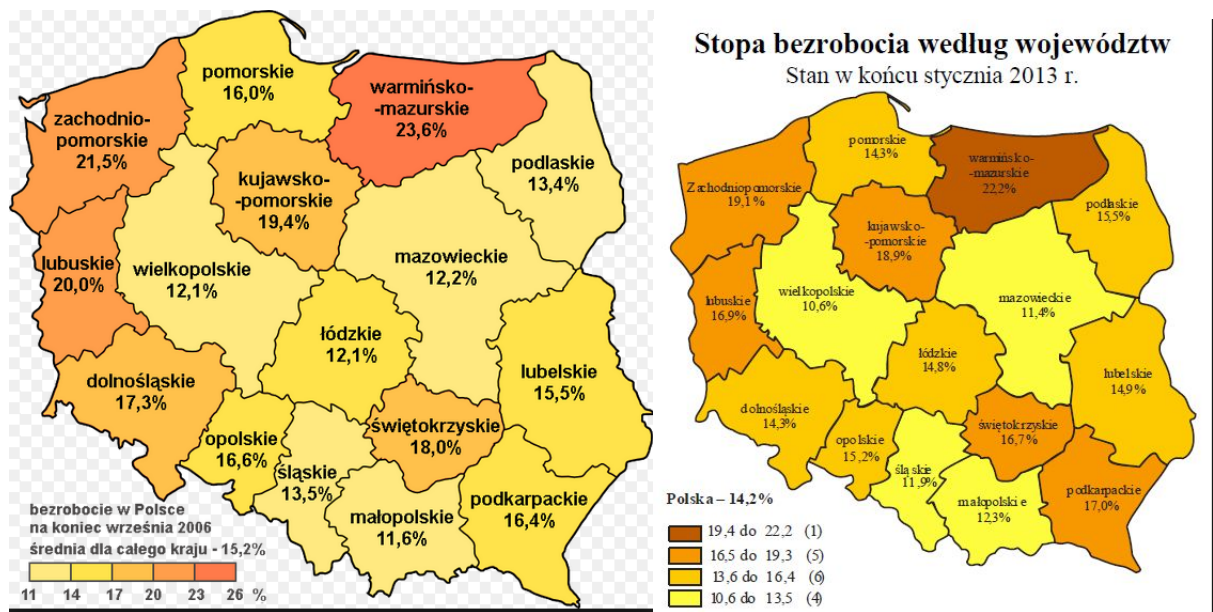 pomorskie
16,0%
warmińsko-
-mazurskie
23,6%
zachodnio-
pomorskie
21,5%
podlaskie
13,4%
kujawsko-
-pomorskie
19,4%
mazowieckie
12,2%
lubuskie
20,0%
wielkopolskie
12,1%
łódzkie
12,1%
lubelskie
15,5%
dolnośląskie
17,3%
świętokrzyskie
18,0%
opolskie
16,6%
śląskie
13,5%
podkarpackie
16,4%
małopolskie
11,6%
bezrobocie w Polsce
na koniec września 2006
średnia dla całego kraju - 15,2%
11 14 17 20 23 26 %
Stopa bezrobocia według województw
Stan w końcu stycznia 2013 r.
pomorskie
14,3%
warmińsko-
-mazurskie
22,2%
Zachodniopomorskie
19,1%
podlaskie
15,5%
kujawsko-
-pomorskie
18,9%
wielkopolskie
10,6%
mazowieckie
11,4%
lubuskie
16,9%
łódzkie
14,8%
lubelskie
14,9%
dolnośląskie
14,3%
świętokrzyskie
16,7%
opolskie
15,2%
śląskie
11,9%
podkarpackie
17,0%
małopolskie
12,3%
Polska – 14,2%
19,4 do 22,2 (1)
16,5 do 19,3 (5)
13,6 do 16,4 (6)
10,6 do 13,5 (4)